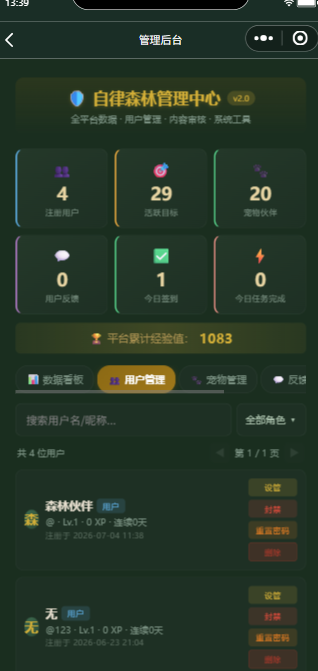 13:39
管理后台
自律森林管理中心 v2.0
全平台数据 · 用户管理 · 内容审核 · 系统工具
4
注册用户
29
活跃目标
20
宠物伙伴
0
用户反馈
1
今日签到
0
今日任务完成
平台累计经验值： 1083
数据看板
用户管理
宠物管理
反馈
搜索用户名/昵称...
全部角色
共 4 位用户
第 1 / 1 页
森
森林伙伴 用户
@ · Lv.1 · 0 XP · 连续0天
注册于 2026-07-04 11:38
设管
封禁
重置密码
删除
无
无 用户
@123 · Lv.1 · 0 XP · 连续0天
注册于 2026-06-23 21:04
设管
封禁
重置密码
删除